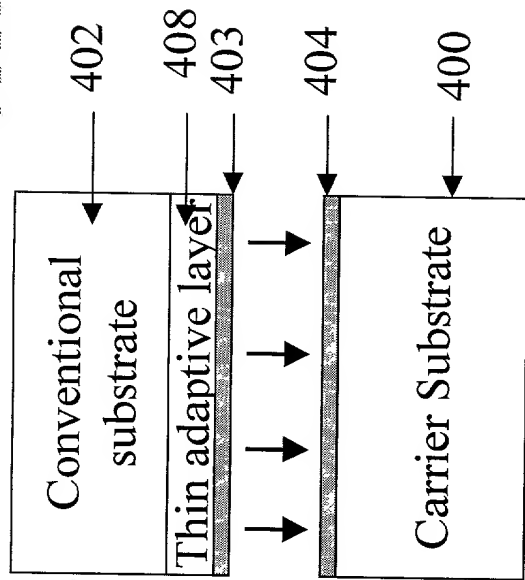 Conventional
substrate
402
Thin adaptive layer
408
403
404
Carrier Substrate
400